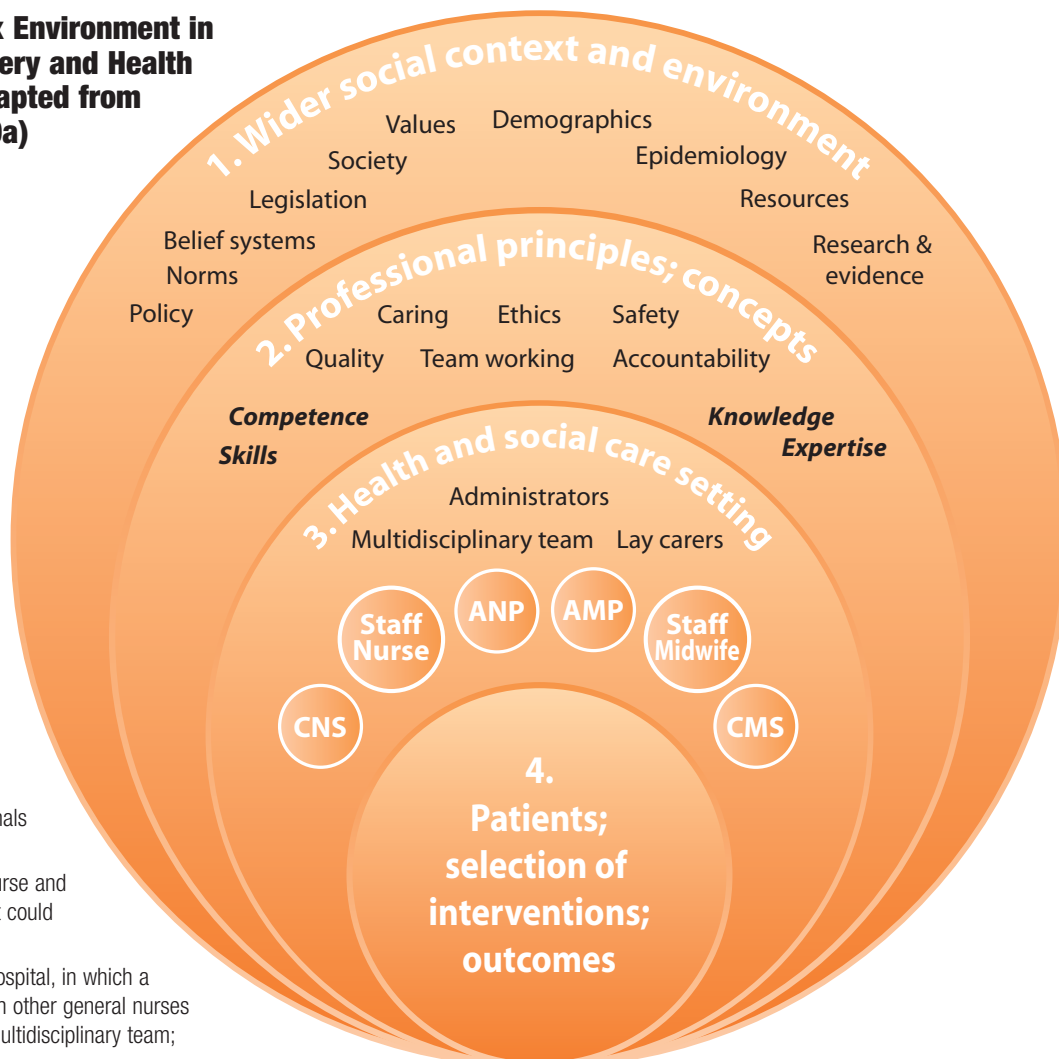 x Environment in
ery and Health
apted from
a)
1. Wider social context and environment
Values
Demographics
Society
Epidemiology
Legislation
Resources
Belief systems
Research &
evidence
Norms
Policy
2. Professional principles; concepts
Caring
Ethics
Safety
Quality
Team working
Accountability
Competence
Skills
Knowledge
Expertise
3. Health and social care setting
Administrators
Multidisciplinary team
Lay carers
CNS
Staff
Nurse
ANP
AMP
Staff
Midwife
CMS
4.
Patients;
selection of
interventions;
outcomes
nals
urse and
t could
ospital, in which a
n other general nurses
ultidisciplinary team;